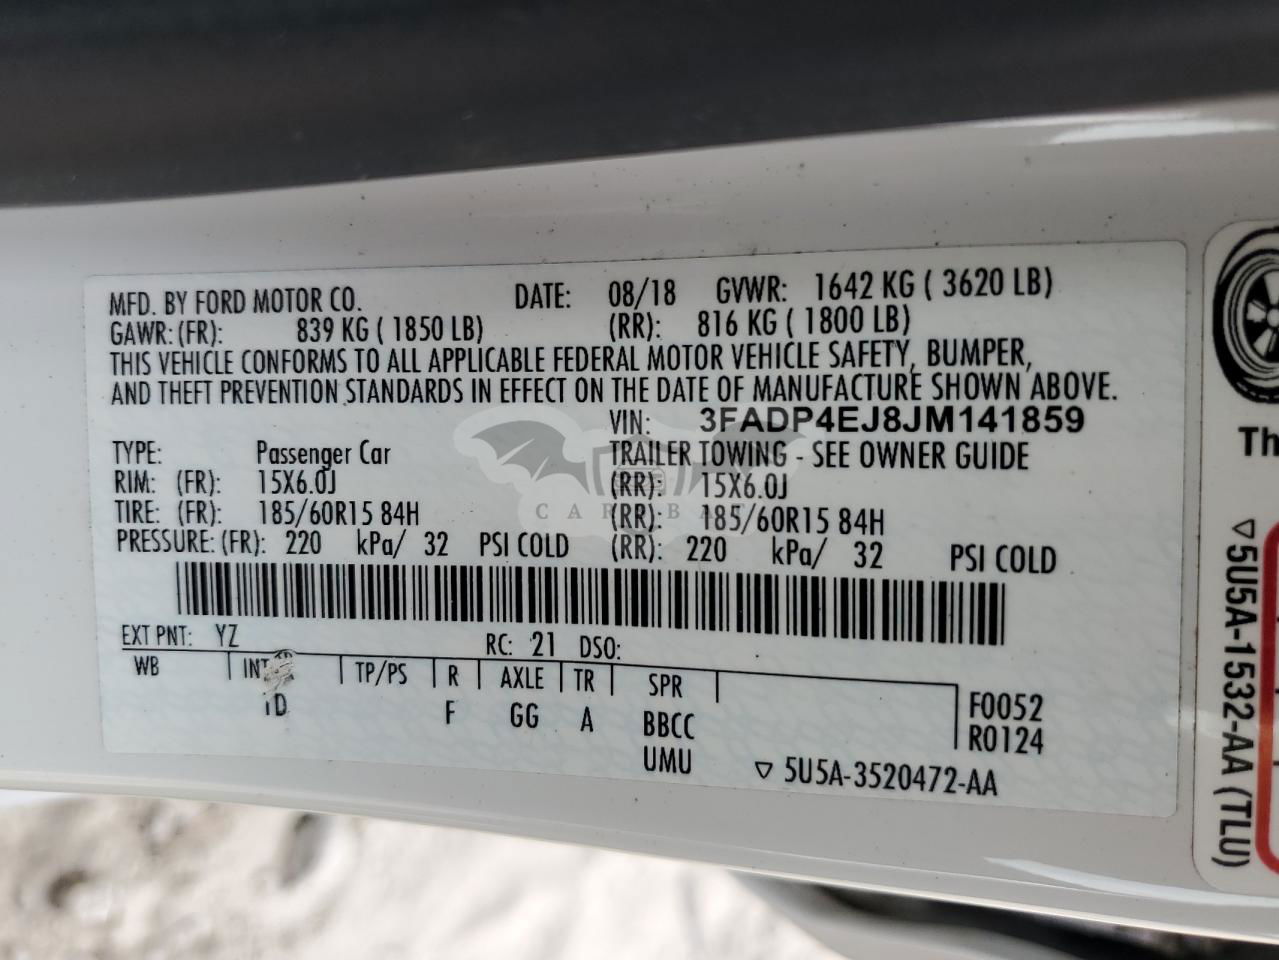 MFD. BY FORD MOTOR CO. DATE: 08/18 GVWR: 1642 KG ( 3620 LB)
GAWR: (FR): 839 KG ( 1850 LB) (RR): 816 KG ( 1800 LB)
THIS VEHICLE CONFORMS TO ALL APPLICABLE FEDERAL MOTOR VEHICLE SAFETY, BUMPER,
AND THEFT PREVENTION STANDARDS IN EFFECT ON THE DATE OF MANUFACTURE SHOWN ABOVE.
VIN: 3FADP4EJ8JM141859
TYPE: Passenger Car TRAILER TOWING - SEE OWNER GUIDE
RIM: (FR): 15X6.0J (RR): 15X6.0J
TIRE: (FR): 185/60R15 84H (RR): 185/60R15 84H
PRESSURE: (FR): 220 kPa/ 32 PSI COLD (RR): 220 kPa/ 32 PSI COLD
EXT PNT: YZ RC: 21 DSO:
WB TP/PS R AXLE TR SPR
F GG A BBCC
UMU
F0052
R0124
▽ 5U5A-3520472-AA
▽5U5A-1532-AA (TLU)